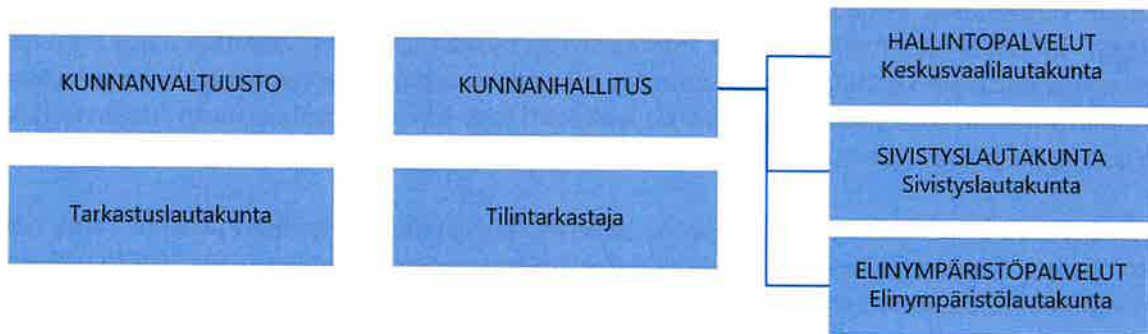 KUNNANVALTUUSTO
Tarkastuslautakunta
KUNNANHALLITUS
Tilintarkastaja
HALLINTOPALVELUT
Keskusvaalilautakunta
SIVISTYSLAUTAKUNTA
Sivistyslautakunta
ELINYMPÄRISTÖPALVELUT
Elinympäristölautakunta